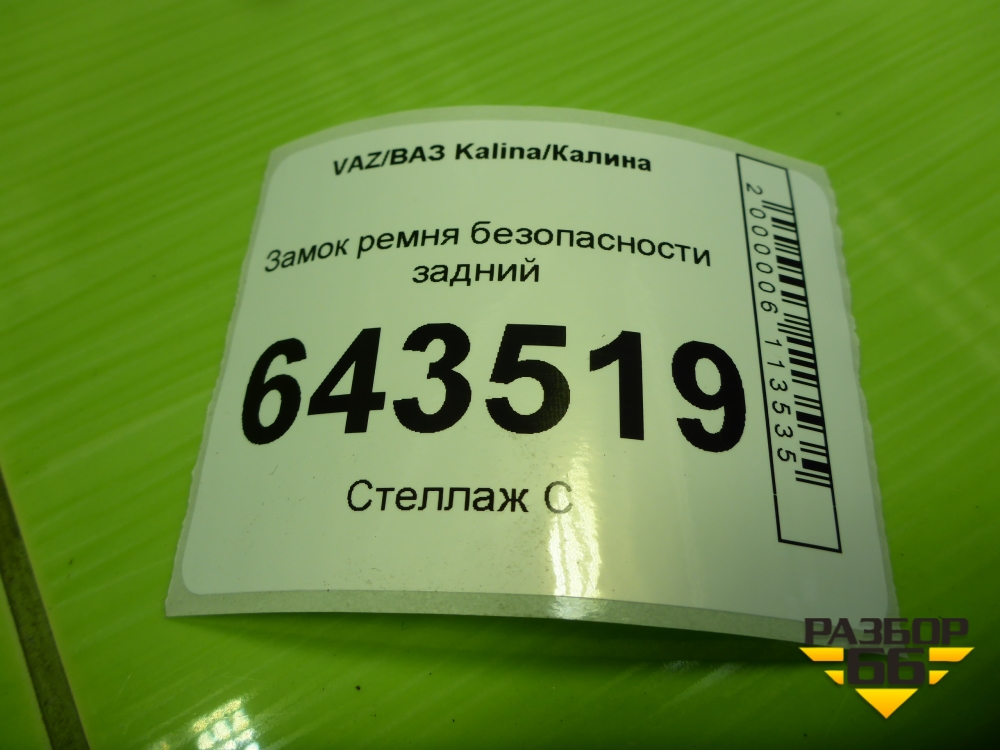 VAZ/ВАЗ Kalina/Калина
Замок ремня безопасности
задний
643519
Стеллаж С
2000006113535
РАЗБОР
66